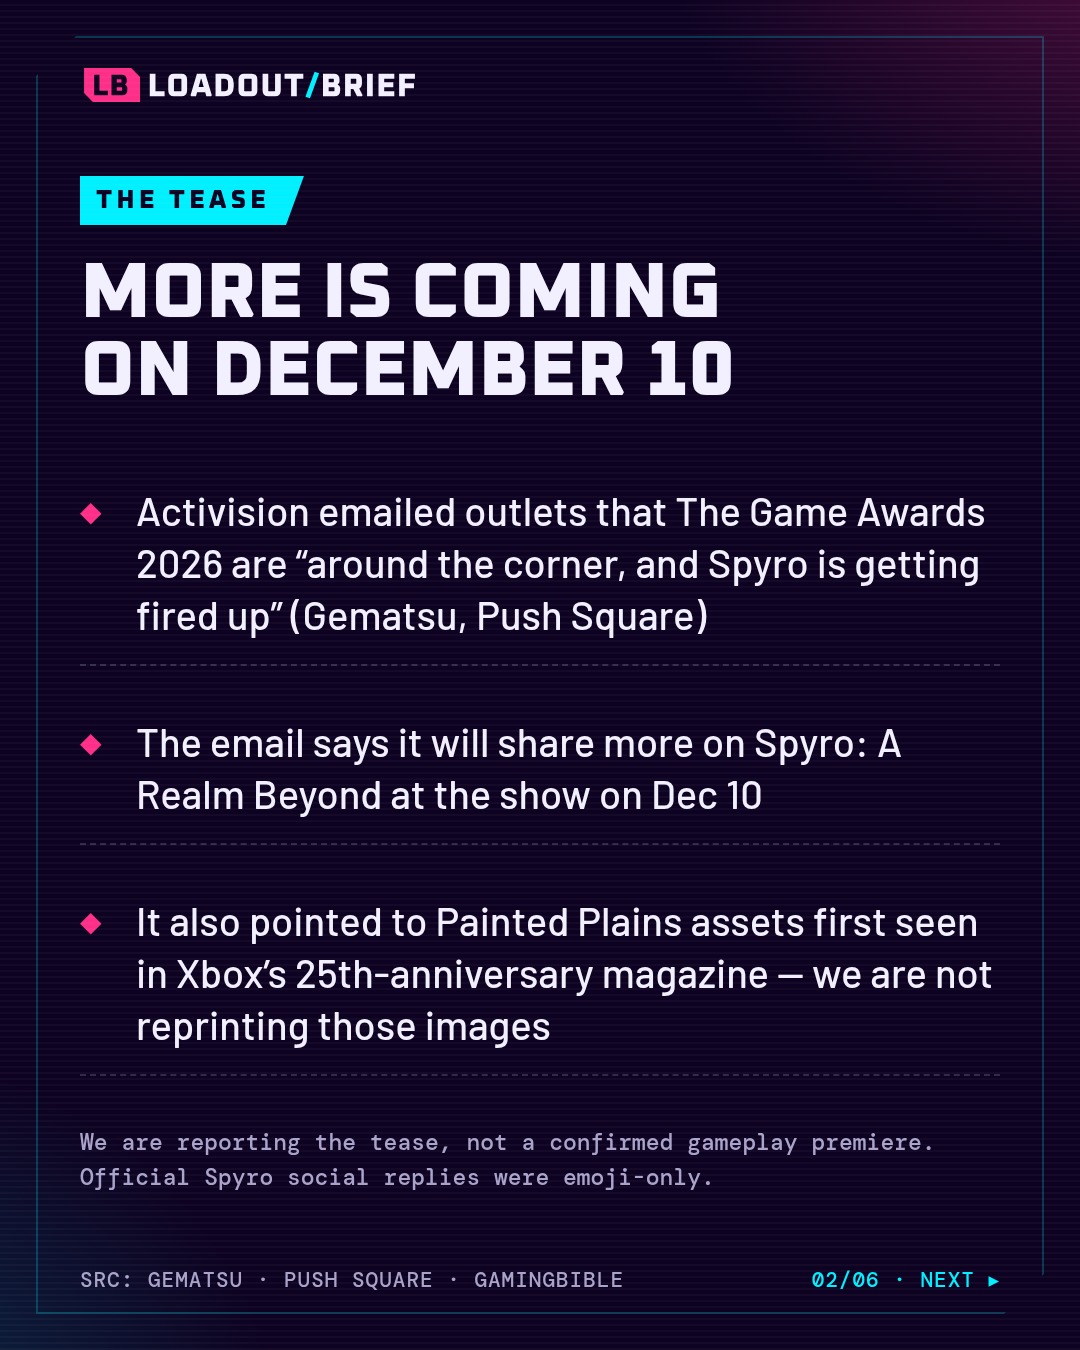 LB LOADOUT/BRIEF
THE TEASE
MORE IS COMING
ON DECEMBER 10
Activision emailed outlets that The Game Awards
2026 are “around the corner, and Spyro is getting
fired up” (Gematsu, Push Square)
The email says it will share more on Spyro: A
Realm Beyond at the show on Dec 10
It also pointed to Painted Plains assets first seen
in Xbox’s 25th-anniversary magazine — we are not
reprinting those images
We are reporting the tease, not a confirmed gameplay premiere.
Official Spyro social replies were emoji-only.
SRC: GEMATSU · PUSH SQUARE · GAMINGBIBLE
02/06 · NEXT ▸